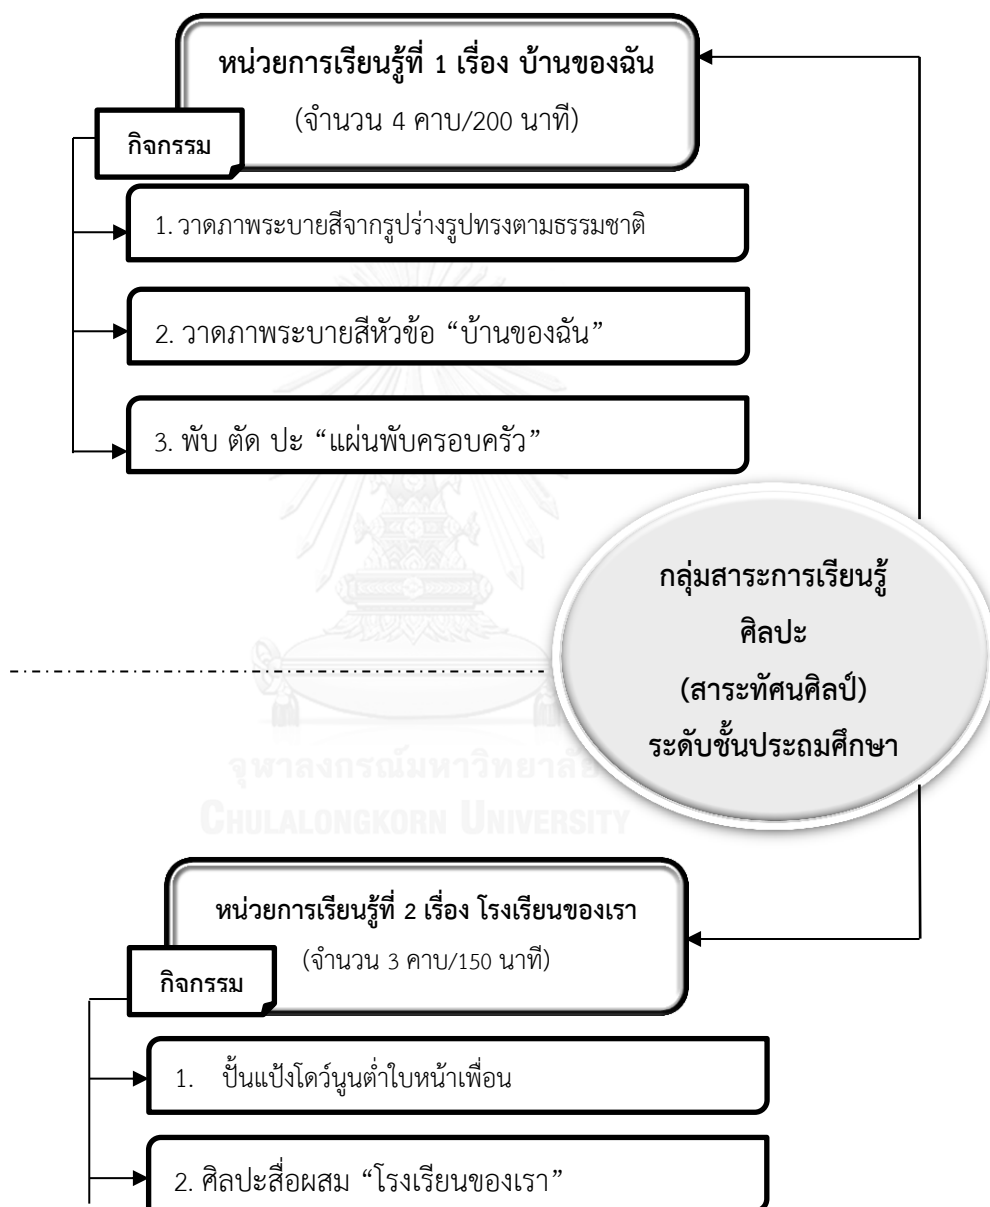 หน่วยการเรียนรู้ที่ 1 เรื่อง บ้านของฉัน
(จำนวน 4 คาบ/200 นาที)
กิจกรรม
1. วาดภาพระบายสีจากรูปร่างรูปทรงตามธรรมชาติ
2. วาดภาพระบายสีหัวข้อ “บ้านของฉัน”
3. พับ ตัด ปะ “แผ่นพับครอบครัว”
กลุ่มสาระการเรียนรู้
ศิลปะ
(สาระทัศนศิลป์)
ระดับชั้นประถมศึกษา
จุฬาลงกรณ์มหาวิทยาลัย
CHULALONGKORN UNIVERSITY
หน่วยการเรียนรู้ที่ 2 เรื่อง โรงเรียนของเรา
(จำนวน 3 คาบ/150 นาที)
กิจกรรม
1. ปั้นแป้งโดว์นูนต่ำใบหน้าเพื่อน
2. ศิลปะสื่อผสม “โรงเรียนของเรา”